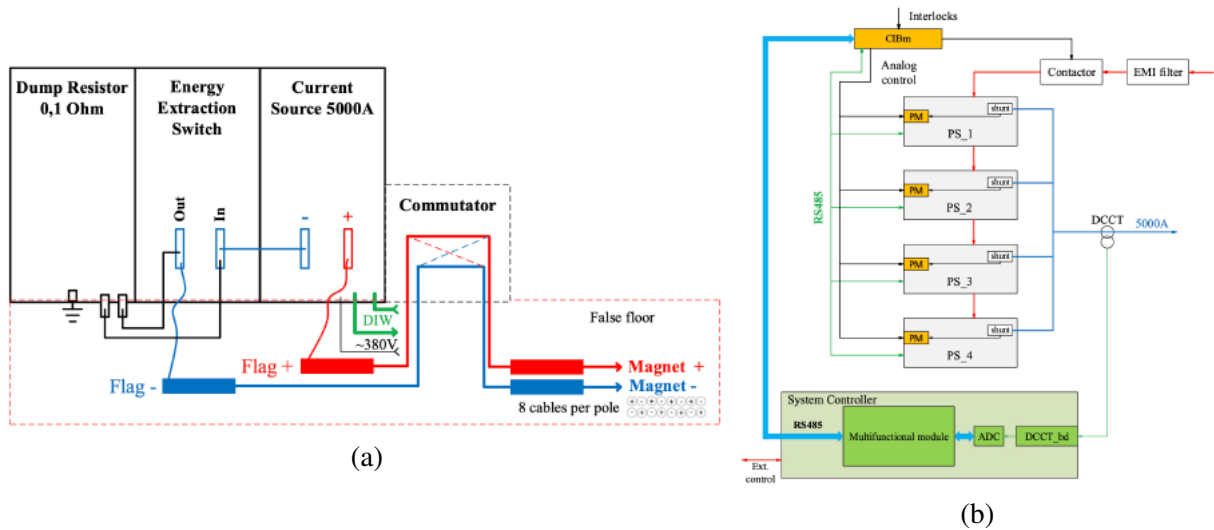 Dump Resistor
0,1 Ohm
Energy
Extraction
Switch
Current
Source 5000A
Out
In
-
+
Commutator
DIW
~380V
False floor
Flag +
Flag -
Magnet +
Magnet -
8 cables per pole
(a)
Interlocks
CIBm
Analog
control
Contactor
EMI filter
RS485
PM
shunt
PS_1
PM
shunt
PS_2
PM
shunt
PS_3
PM
shunt
PS_4
DCCT
5000A
System Controller
RS485
Multifunctional module
ADC
DCCT_bd
Ext.
control
(b)